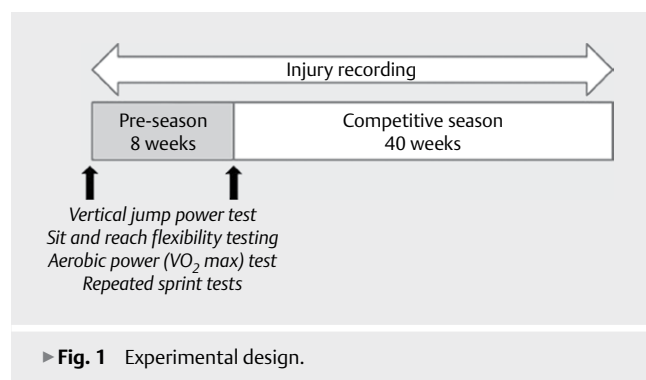 Injury recording
Pre-season
8 weeks
Competitive season
40 weeks
Vertical jump power test
Sit and reach flexibility testing
Aerobic power (VO₂ max) test
Repeated sprint tests
▶Fig. 1 Experimental design.